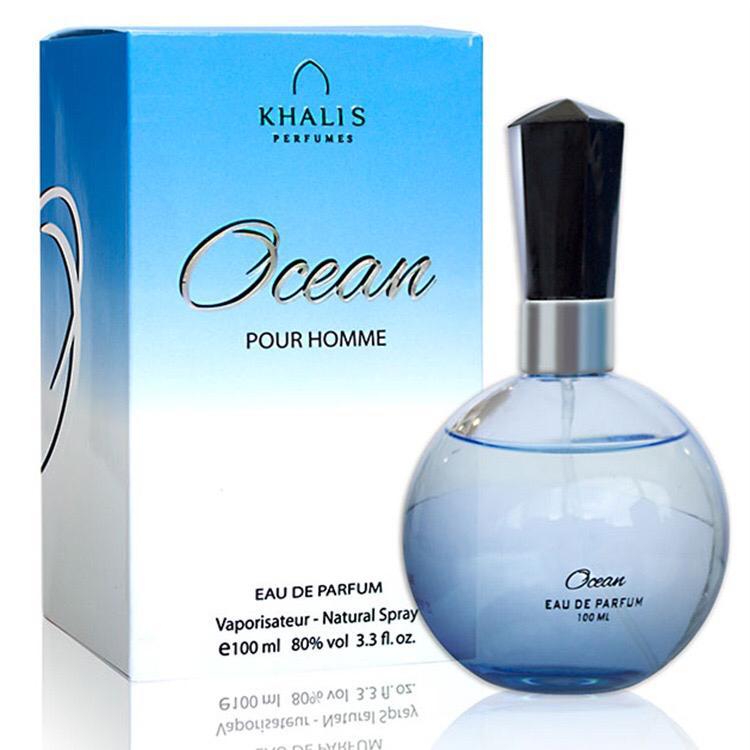 KHALIS
PERFUMES
Ocean
POUR HOMME
EAU DE PARFUM
Vaporisateur - Natural Spray
e100 ml 80% vol 3.3 fl. oz.
Ocean
EAU DE PARFUM
100 ML